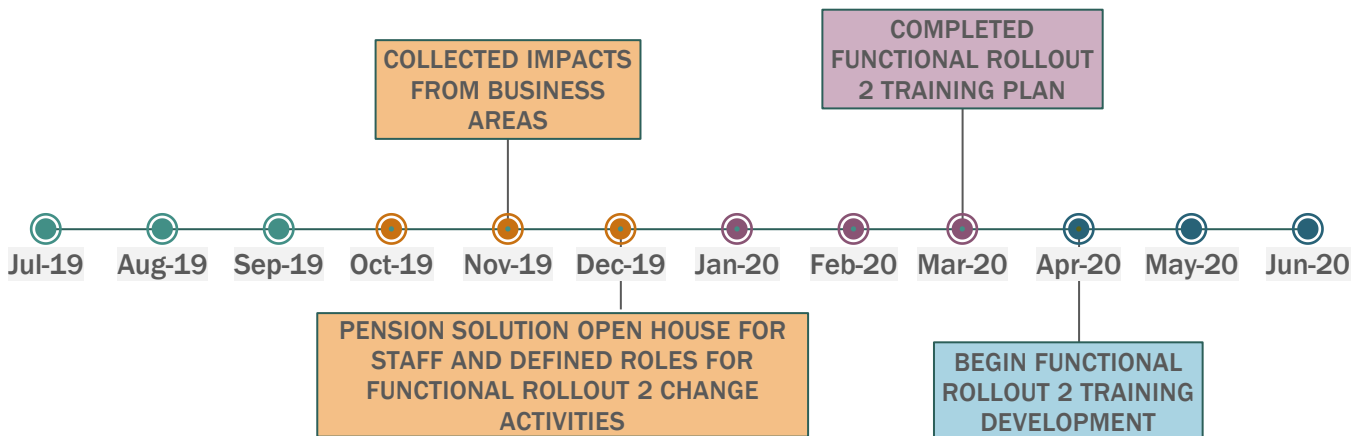 COLLECTED IMPACTS
FROM BUSINESS
AREAS
COMPLETED
FUNCTIONAL ROLLOUT
2 TRAINING PLAN
Jul-19 Aug-19 Sep-19 Oct-19 Nov-19 Dec-19 Jan-20 Feb-20 Mar-20 Apr-20 May-20 Jun-20
PENSION SOLUTION OPEN HOUSE FOR
STAFF AND DEFINED ROLES FOR
FUNCTIONAL ROLLOUT 2 CHANGE
ACTIVITIES
BEGIN FUNCTIONAL
ROLLOUT 2 TRAINING
DEVELOPMENT